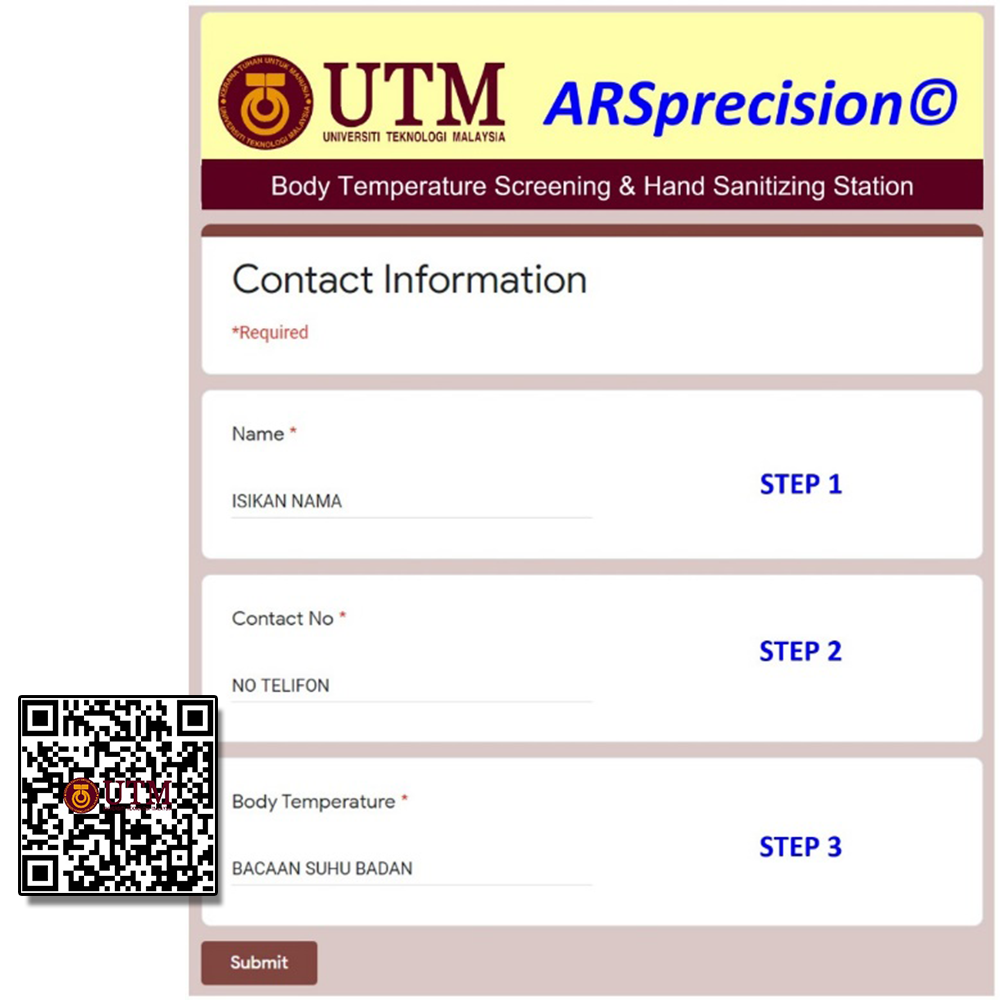 KERANA TUHAN UNTUK MANUSIA
UNIVERSITI TEKNOLOGI MALAYSIA
UTM
UNIVERSITI TEKNOLOGI MALAYSIA
ARSprecision©
Body Temperature Screening & Hand Sanitizing Station
Contact Information
*Required
Name *
ISIKAN NAMA
STEP 1
Contact No *
NO TELIFON
STEP 2
UTM
Body Temperature *
BACAAN SUHU BADAN
STEP 3
Submit